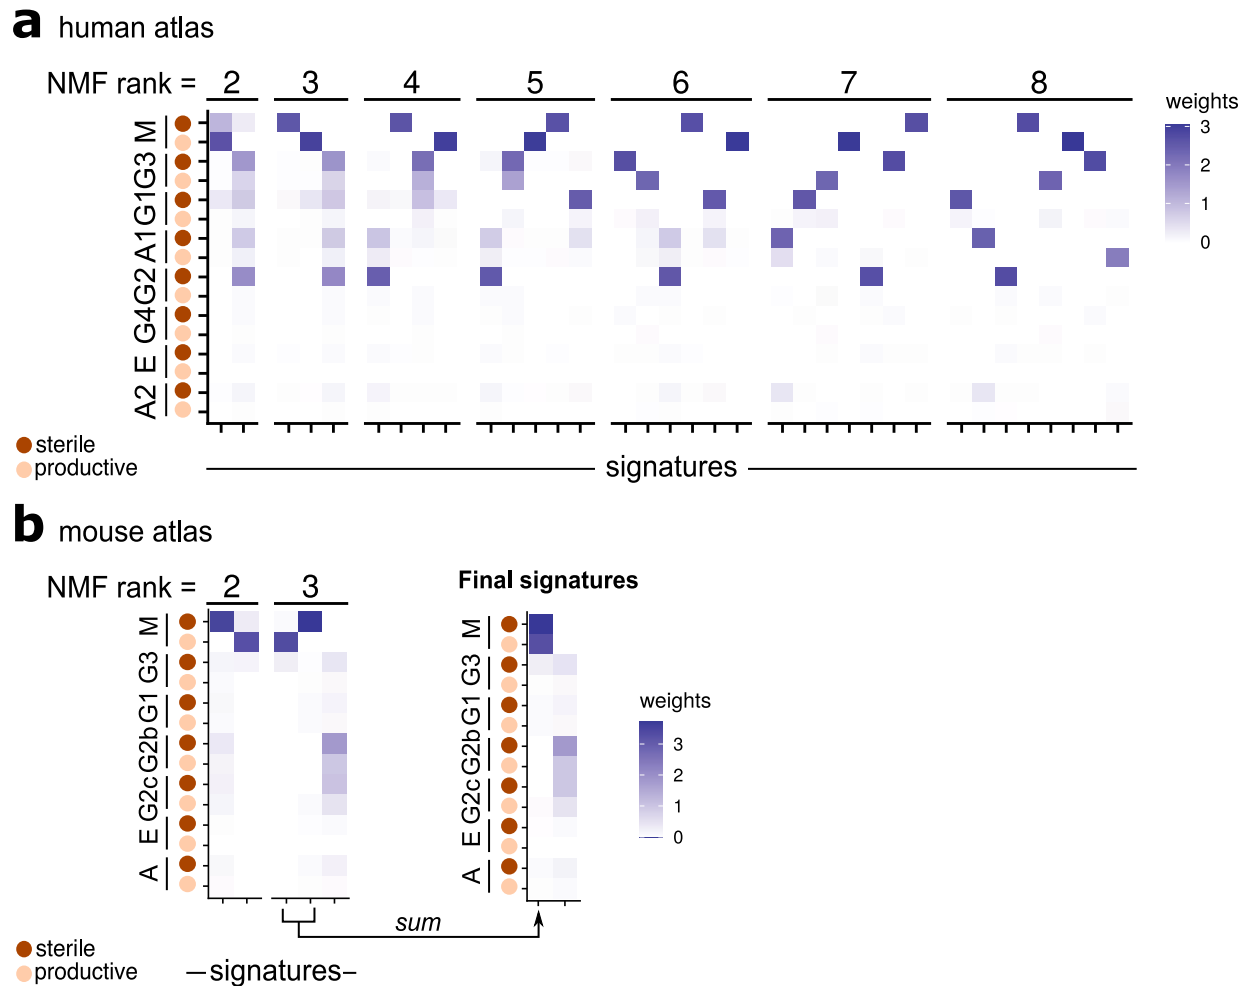 a human atlas
NMF rank = 2 3 4 5 6 7 8
weights
3
2
1
0
M
G3
G1
A1
G2
G4
E
A2
sterile
productive
signatures
b mouse atlas
NMF rank = 2 3
Final signatures
M
G3
G1
G2b
G2c
E
A
M
G3
G1
G2b
G2c
E
A
weights
3
2
1
0
sum
sterile
productive
signatures